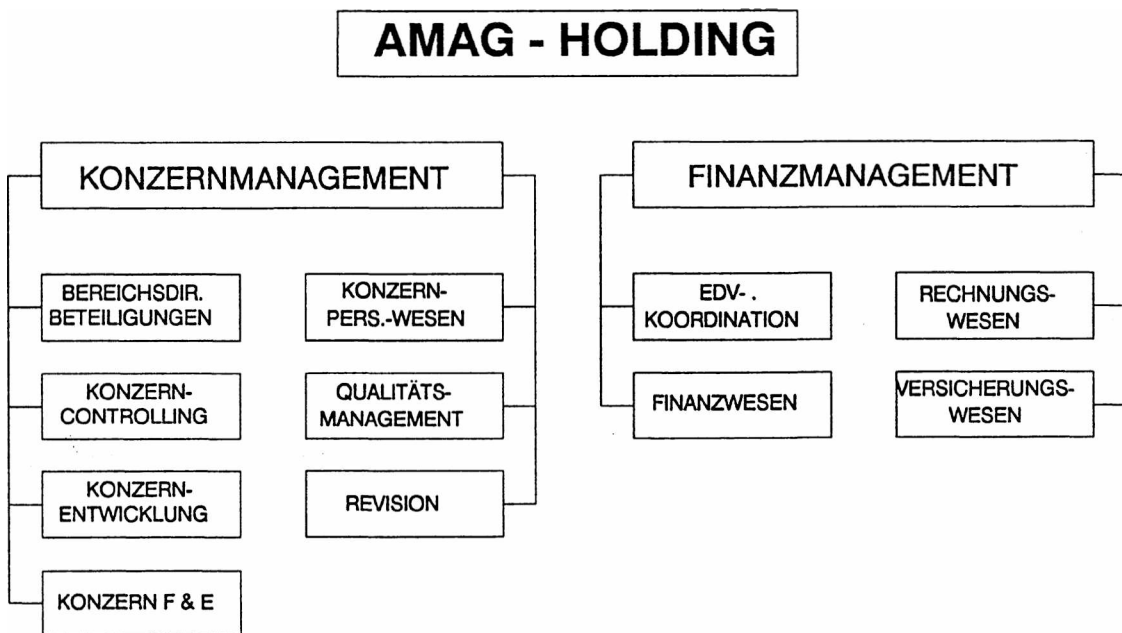 AMAG - HOLDING
KONZERNMANAGEMENT
BEREICHSDIR.
BETEILIGUNGEN
KONZERN-
PERS.-WESEN
KONZERN-
CONTROLLING
QUALITÄTS-
MANAGEMENT
KONZERN-
ENTWICKLUNG
REVISION
KONZERN F & E
FINANZMANAGEMENT
EDV- .
KOORDINATION
RECHNUNGS-
WESEN
FINANZWESEN
VERSICHERUNGS-
WESEN